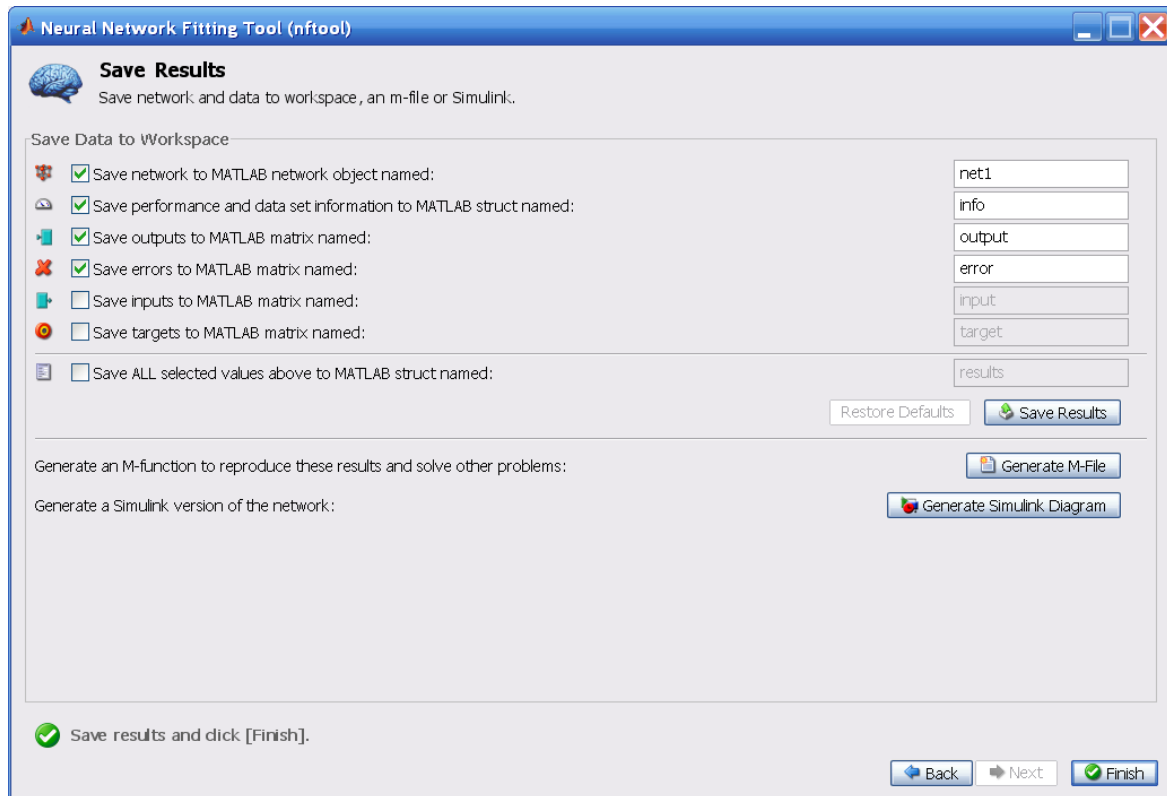 Neural Network Fitting Tool (nftool)
Save Results
Save network and data to workspace, an m-file or Simulink.
Save Data to Workspace
Save network to MATLAB network object named: net1
Save performance and data set information to MATLAB struct named: info
Save outputs to MATLAB matrix named: output
Save errors to MATLAB matrix named: error
Save inputs to MATLAB matrix named: input
Save targets to MATLAB matrix named: target
Save ALL selected values above to MATLAB struct named: results
Restore Defaults Save Results
Generate an M-function to reproduce these results and solve other problems: Generate M-File
Generate a Simulink version of the network: Generate Simulink Diagram
Save results and click [Finish].
Back Next Finish